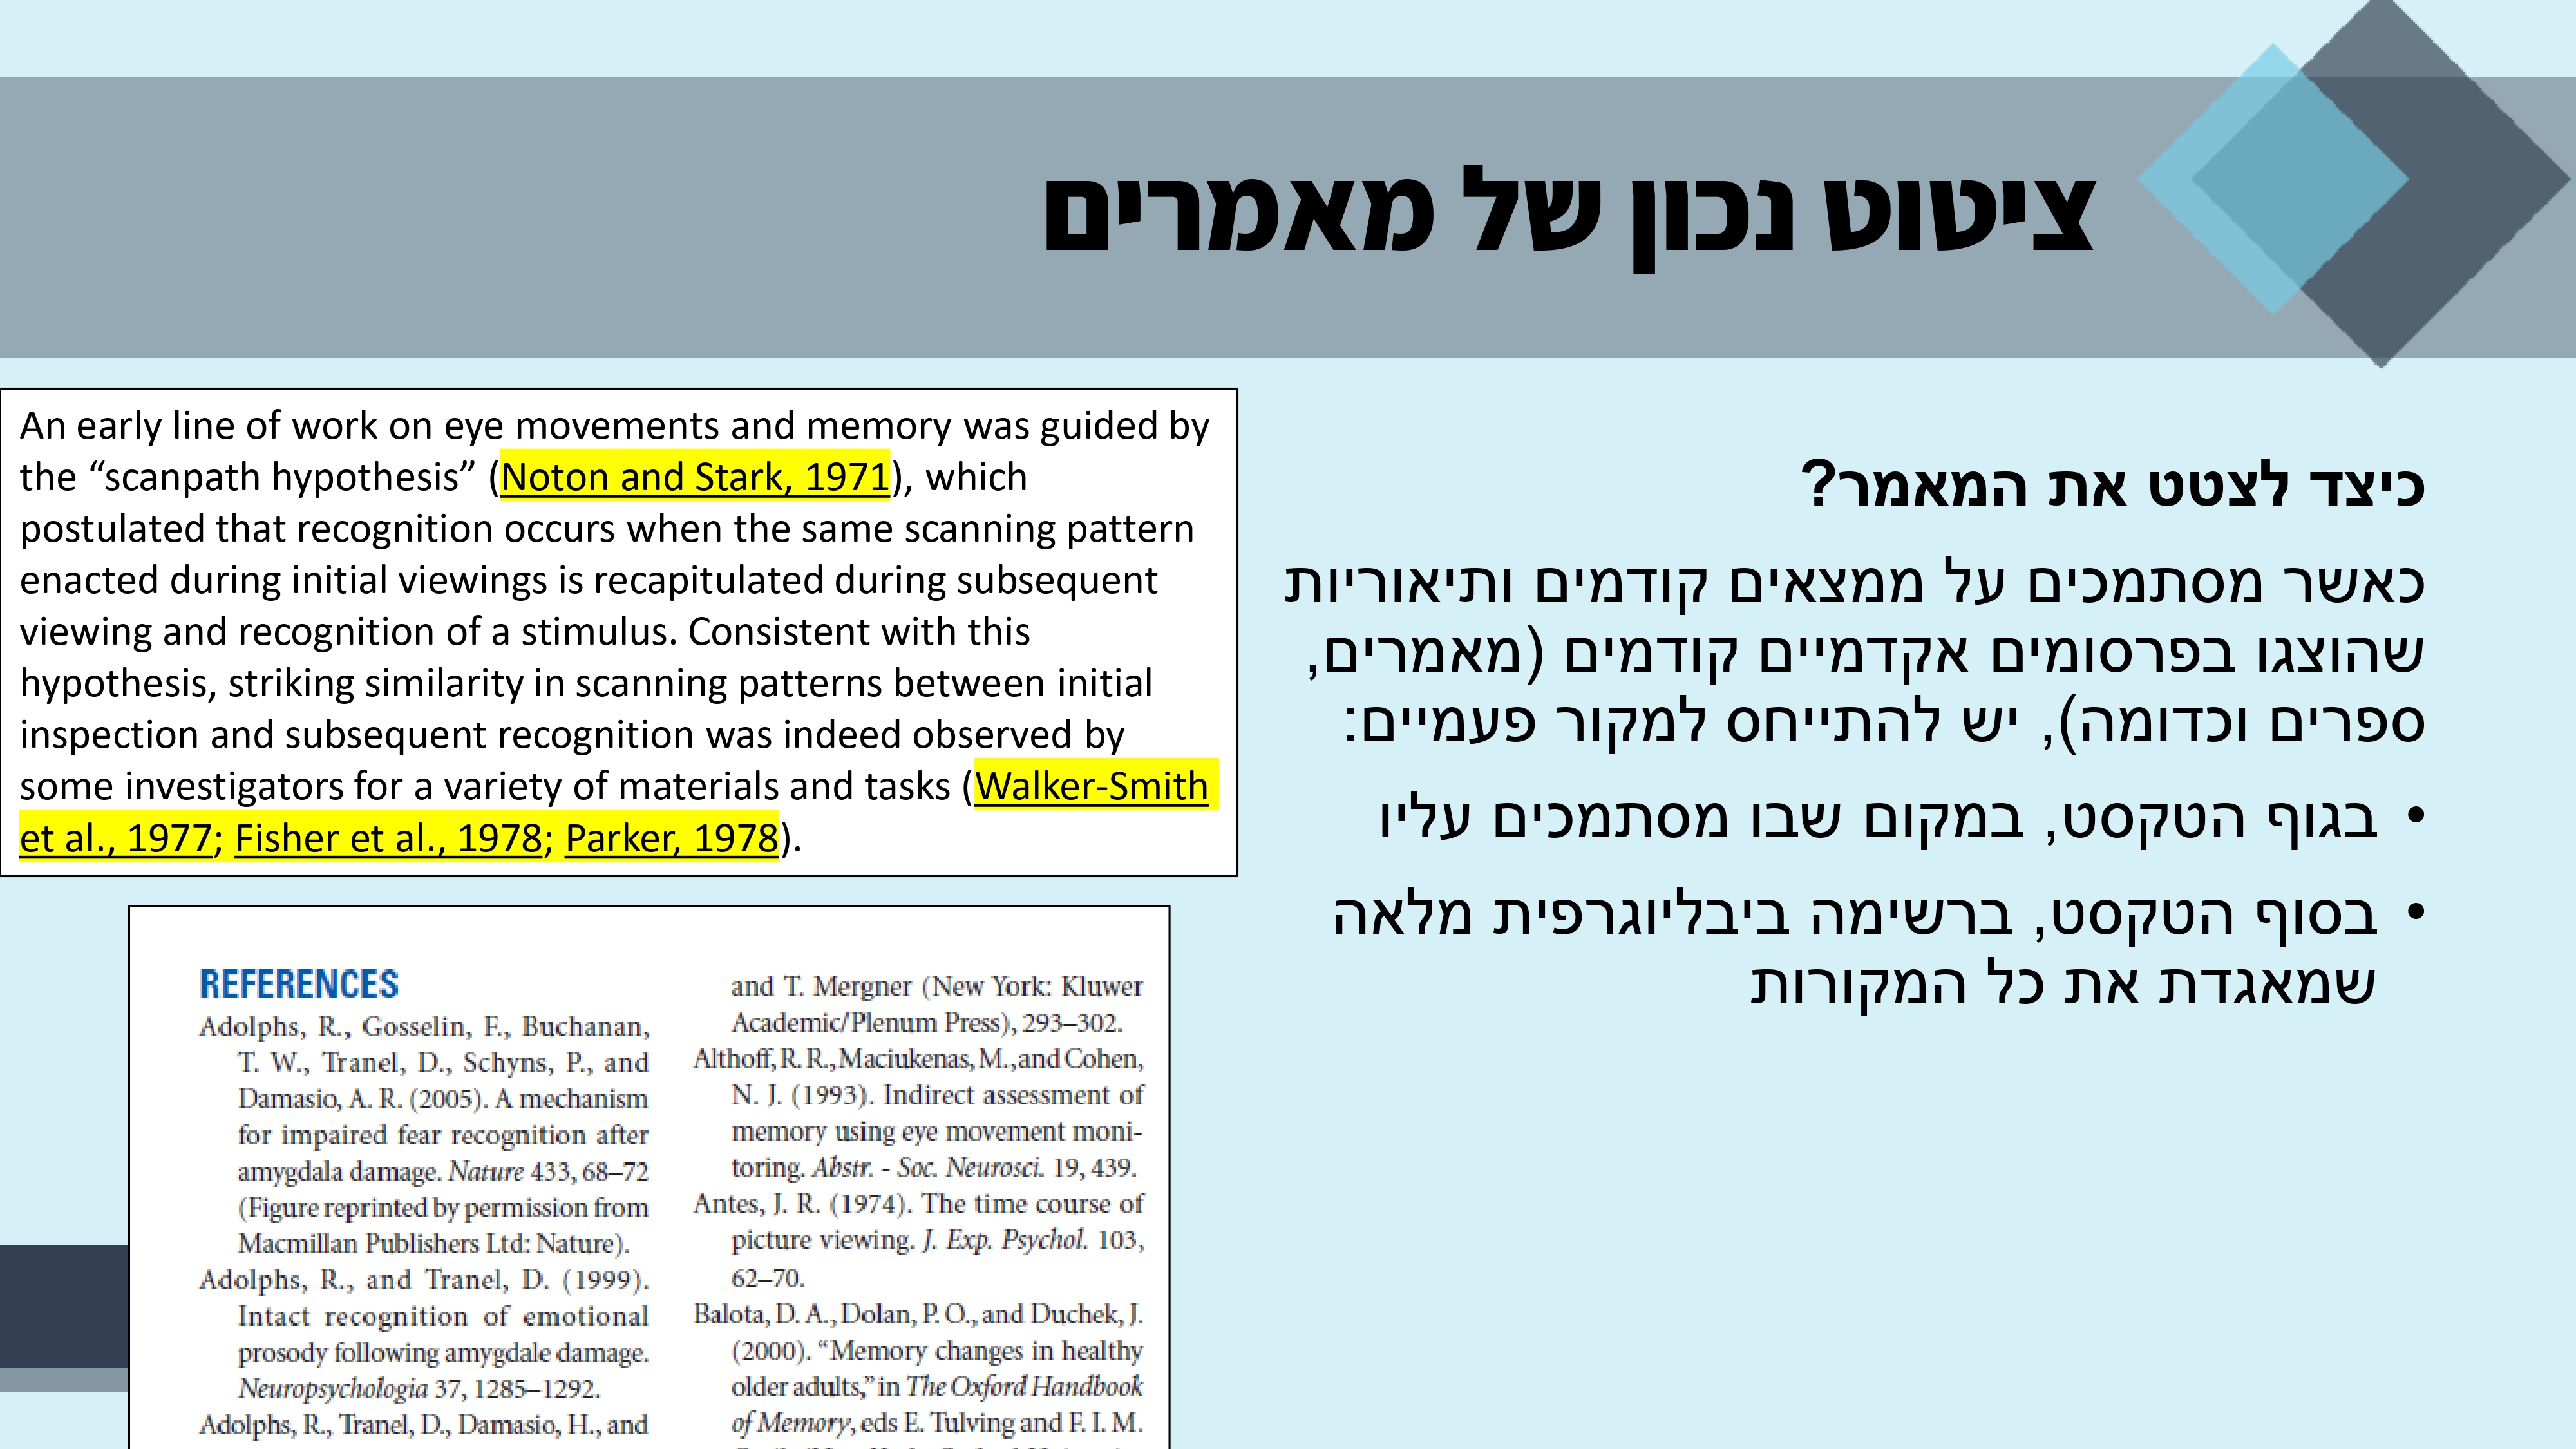 ציטוט נכון של מאמרים
כיצד לצטט את המאמר?
כאשר מסתמכים על ממצאים קודמים ותיאוריות
שהוצגו בפרסומים אקדמיים קודמים (מאמרים,
ספרים וכדומה), יש להתייחס למקור פעמיים:
• בגוף הטקסט, במקום שבו מסתמכים עליו
• בסוף הטקסט, ברשימה ביבליוגרפית מלאה
שמאגדת את כל המקורות
An early line of work on eye movements and memory was guided by
the “scanpath hypothesis” (Noton and Stark, 1971), which
postulated that recognition occurs when the same scanning pattern
enacted during initial viewings is recapitulated during subsequent
viewing and recognition of a stimulus. Consistent with this
hypothesis, striking similarity in scanning patterns between initial
inspection and subsequent recognition was indeed observed by
some investigators for a variety of materials and tasks (Walker-Smith
et al., 1977; Fisher et al., 1978; Parker, 1978).
REFERENCES
Adolphs, R., Gosselin, F., Buchanan,
T. W., Tranel, D., Schyns, P., and
Damasio, A. R. (2005). A mechanism
for impaired fear recognition after
amygdala damage. Nature 433, 68–72
(Figure reprinted by permission from
Macmillan Publishers Ltd: Nature).
Adolphs, R., and Tranel, D. (1999).
Intact recognition of emotional
prosody following amygdale damage.
Neuropsychologia 37, 1285–1292.
Adolphs, R., Tranel, D., Damasio, H., and
and T. Mergner (New York: Kluwer
Academic/Plenum Press), 293–302.
Althoff, R. R., Maciukenas, M., and Cohen,
N. J. (1993). Indirect assessment of
memory using eye movement moni-
toring. Abstr. - Soc. Neurosci. 19, 439.
Antes, J. R. (1974). The time course of
picture viewing. J. Exp. Psychol. 103,
62–70.
Balota, D. A., Dolan, P. O., and Duchek, J.
(2000). “Memory changes in healthy
older adults,” in The Oxford Handbook
of Memory, eds E. Tulving and F. I. M.